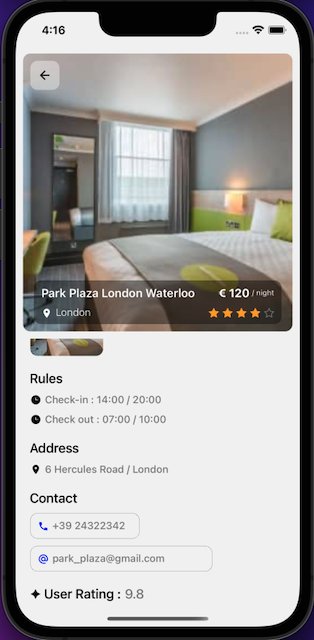 4:16
Park Plaza London Waterloo € 120 / night
London
Rules
Check-in : 14:00 / 20:00
Check out : 07:00 / 10:00
Address
6 Hercules Road / London
Contact
+39 24322342
@ park_plaza@gmail.com
User Rating : 9.8